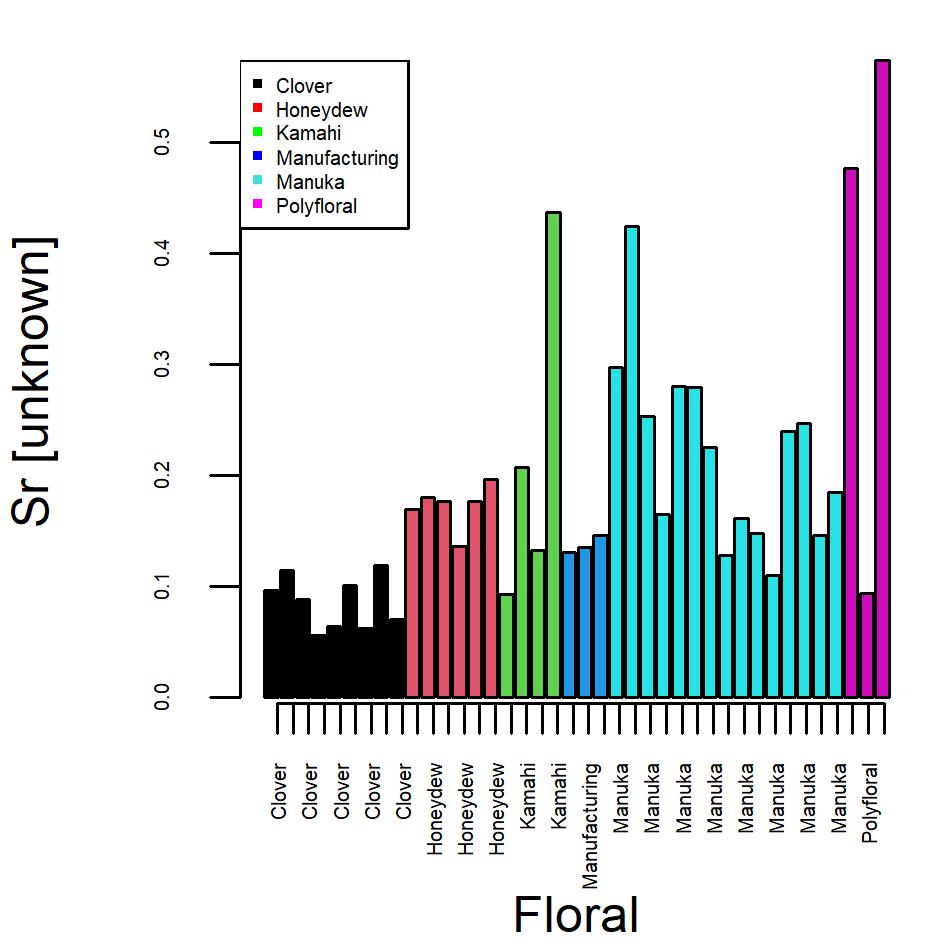 Clover
Honeydew
Kamahi
Manufacturing
Manuka
Polyfloral
Sr [unknown]
0.5
0.4
0.3
0.2
0.1
0.0
Clover
Clover
Clover
Clover
Clover
Honeydew
Honeydew
Honeydew
Kamahi
Kamahi
Manufacturing
Manuka
Manuka
Manuka
Manuka
Manuka
Manuka
Manuka
Manuka
Polyfloral
Floral